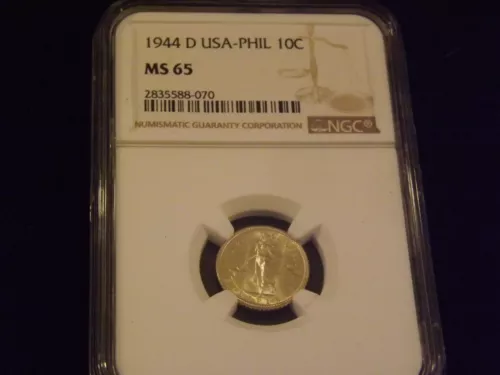 1944 D USA-PHIL 10C
MS 65
2835588-070
NUMISMATIC GUARANTY CORPORATION
NGC®